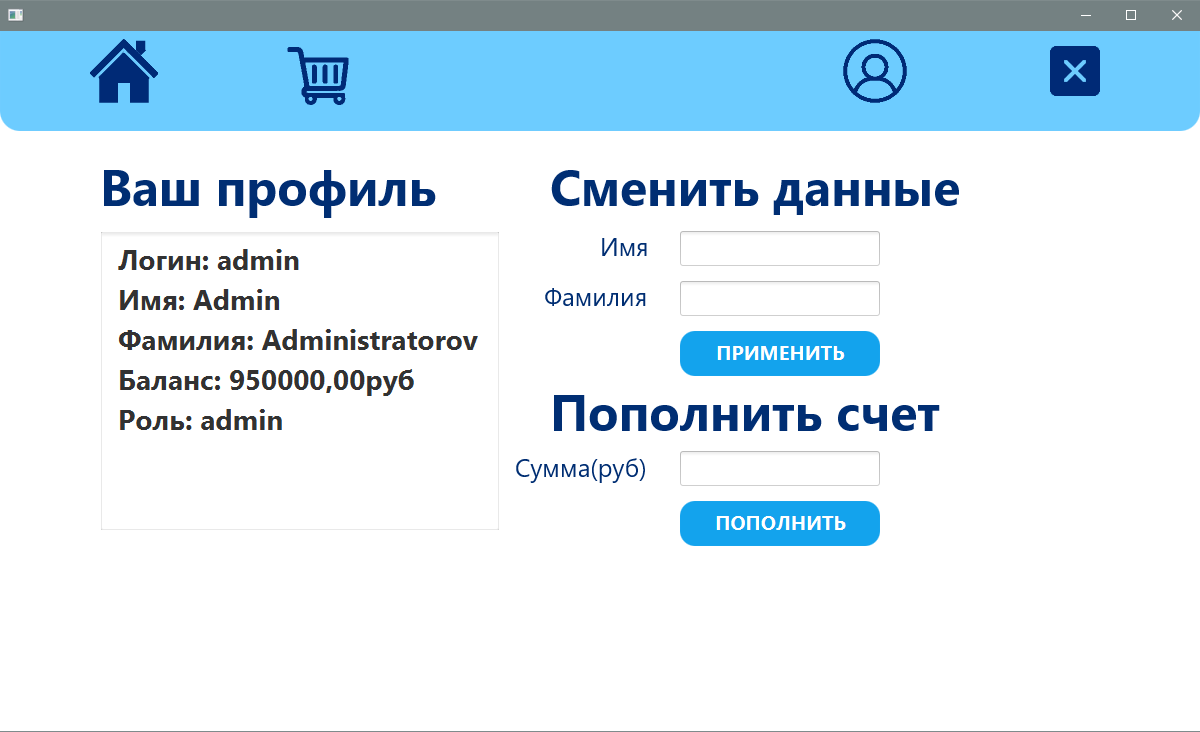 Ваш профиль
Логин: admin
Имя: Admin
Фамилия: Administratorov
Баланс: 950000,00руб
Роль: admin
Сменить данные
Имя
Фамилия
ПРИМЕНИТЬ
Пополнить счет
Сумма(руб)
ПОПОЛНИТЬ